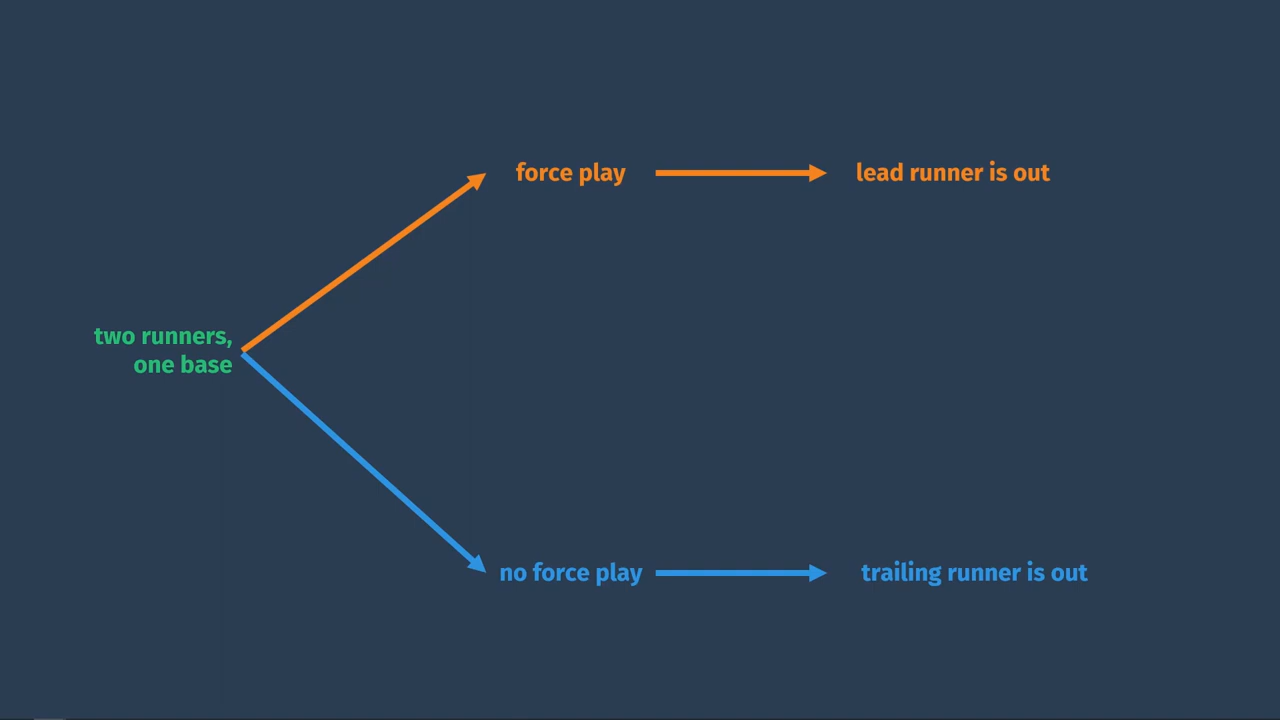 two runners,
one base
force play
lead runner is out
no force play
trailing runner is out